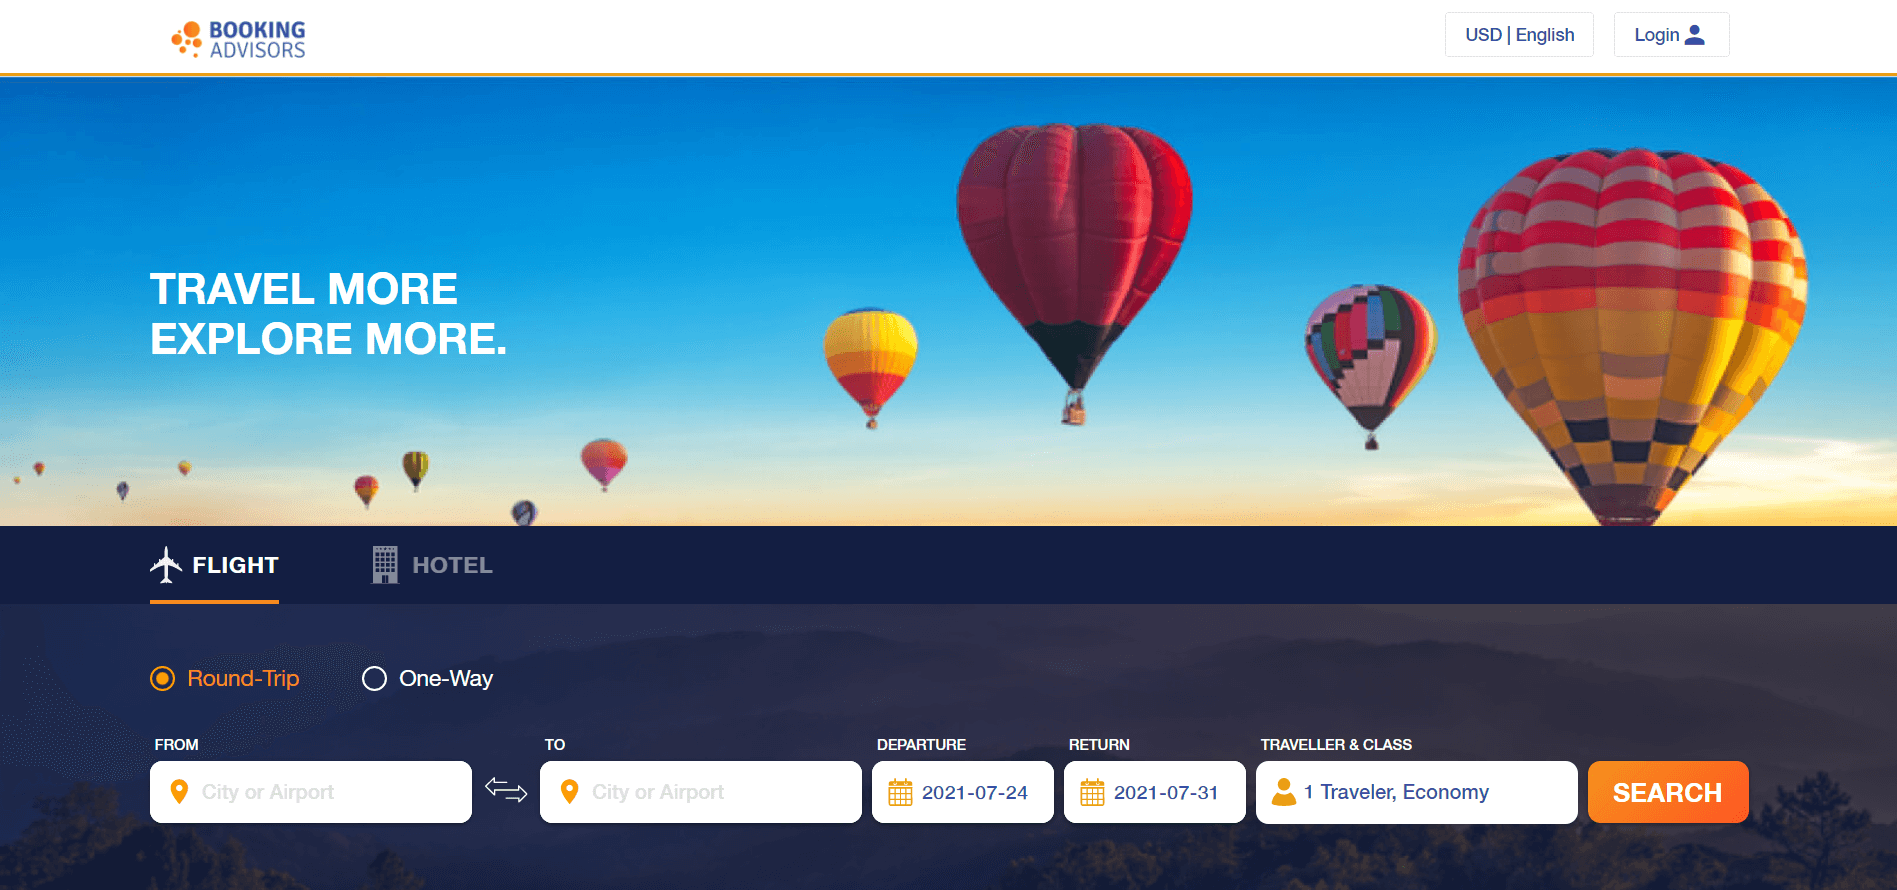 BOOKING
ADVISORS
USD | English
Login
TRAVEL MORE
EXPLORE MORE.
FLIGHT
HOTEL
Round-Trip
One-Way
FROM
TO
DEPARTURE
RETURN
TRAVELLER & CLASS
City or Airport
City or Airport
2021-07-24
2021-07-31
1 Traveler, Economy
SEARCH